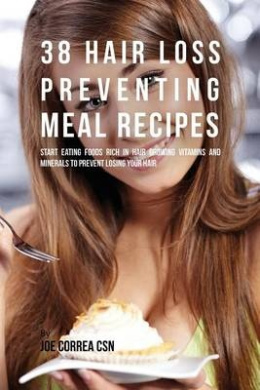 38 HAIR LOSS
PREVENTING
MEAL RECIPES
START EATING FOODS RICH IN HAIR GROWING VITAMINS AND
MINERALS TO PREVENT LOSING YOUR HAIR
By
JOE CORREA CSN